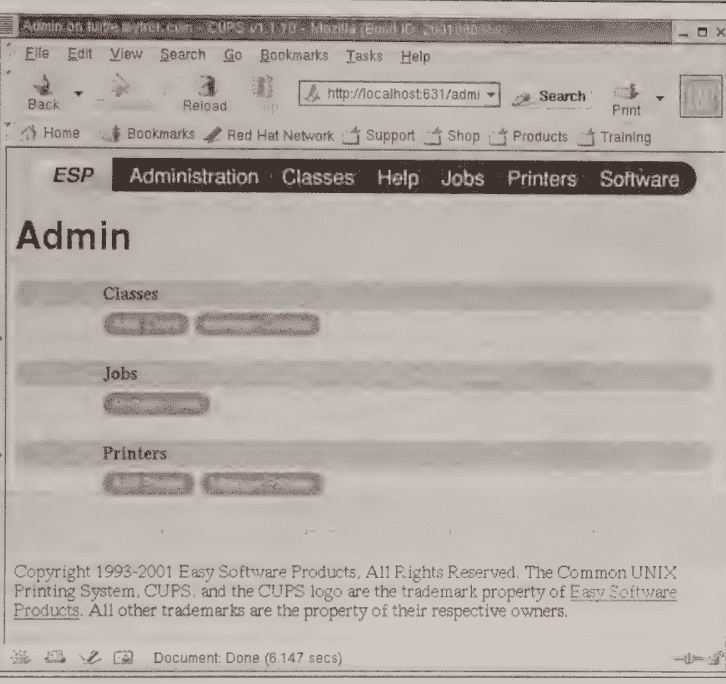 Admin on CUPS - Mozilla
File Edit View Search Go Bookmarks Tasks Help
Back Reload http://localhost:631/admi Search Print
Home Bookmarks Red Hat Network Support Shop Products Training
ESP Administration Classes Help Jobs Printers Software
Admin
Classes
Jobs
Printers
Copyright 1993-2001 Easy Software Products, All Rights Reserved. The Common UNIX
Printing System, CUPS, and the CUPS logo are the trademark property of Easy Software
Products. All other trademarks are the property of their respective owners.
Document: Done (6.147 secs)